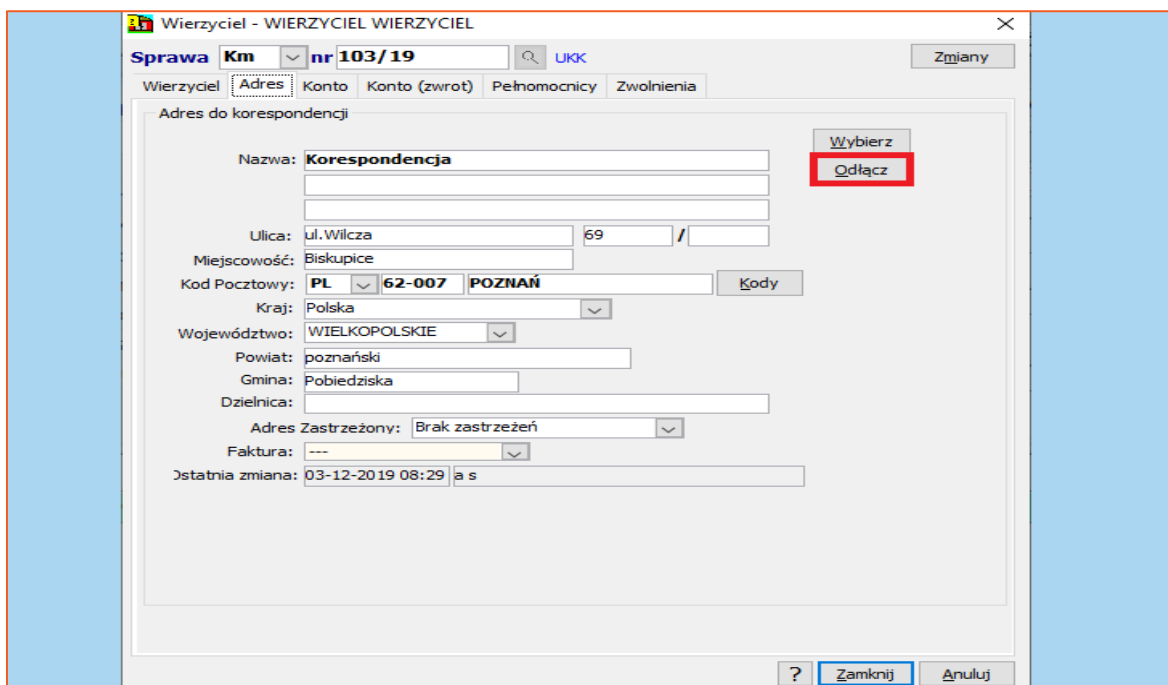 Wierzyciel - WIERZYCIEL WIERZYCIEL
Sprawa Km nr 103/19 UKK Zmiany
Wierzyciel Adres Konto Konto (zwrot) Pełnomocnicy Zwolnienia
Adres do korespondencji
Wybierz
Nazwa: Korespondencja
Odłącz
Ulica: ul.Wilcza 69 /
Miejscowość: Biskupice
Kod Pocztowy: PL 62-007 POZNAŃ Kody
Kraj: Polska
Województwo: WIELKOPOLSKIE
Powiat: poznański
Gmina: Pobiedziska
Dzielnica:
Adres Zastrzeżony: Brak zastrzeżeń
Faktura: ---
Ostatnia zmiana: 03-12-2019 08:29 a s
? Zamknij Anuluj